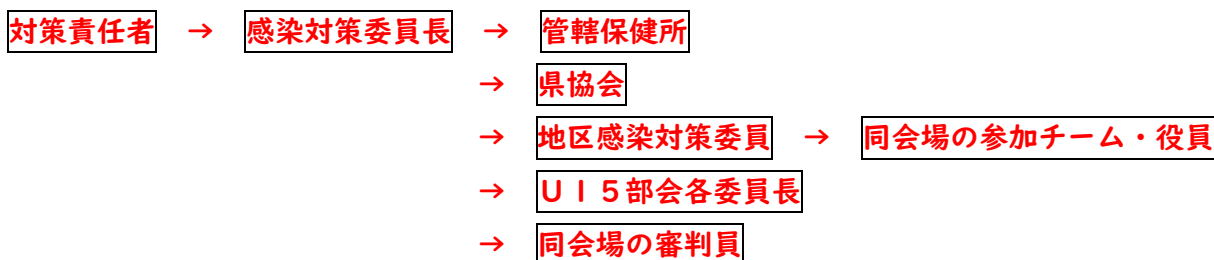 対策責任者 → 感染対策委員長 → 管轄保健所
→ 県協会
→ 地区感染対策委員 → 同会場の参加チーム・役員
→ U15部会各委員長
→ 同会場の審判員